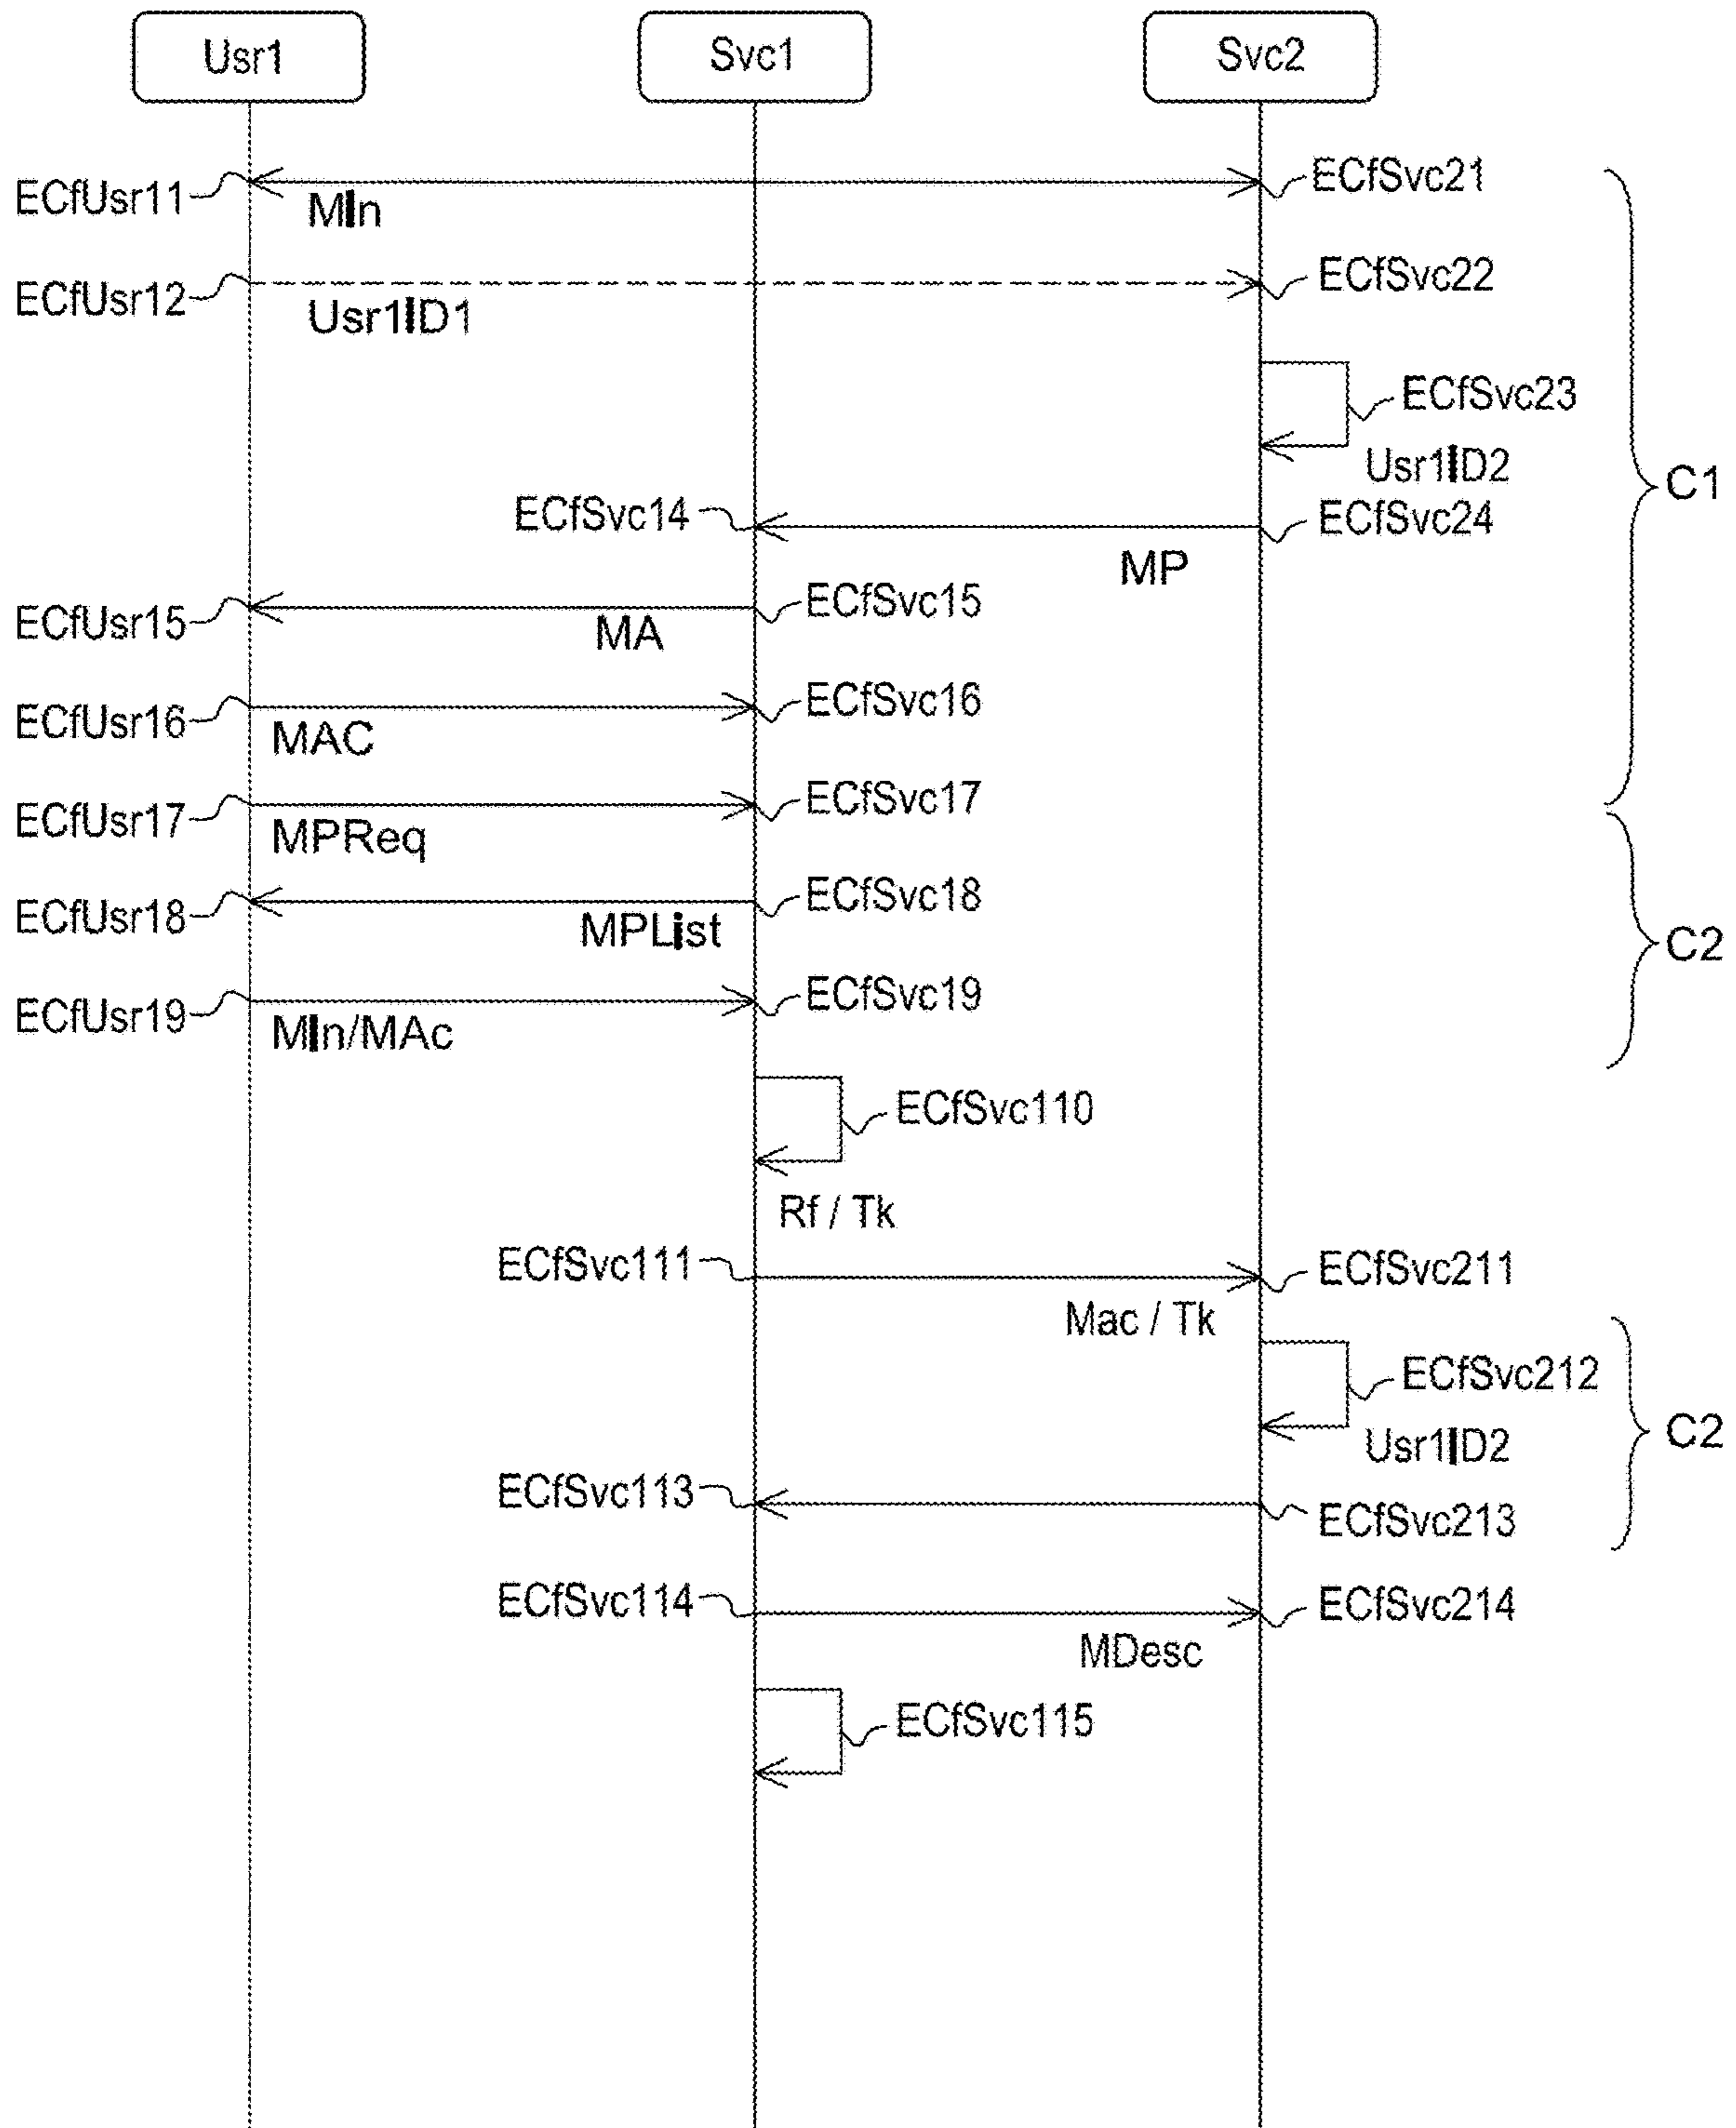 Usr1
Svc1
Svc2
ECfUsr11
MIn
ECfSvc21
ECfUsr12
Usr1ID1
ECfSvc22
ECfSvc23
Usr1ID2
C1
ECfSvc14
MP
ECfSvc24
ECfUsr15
MA
ECfSvc15
ECfUsr16
MAC
ECfSvc16
ECfUsr17
MPReq
ECfSvc17
ECfUsr18
MPList
ECfSvc18
C2
ECfUsr19
MIn/MAc
ECfSvc19
ECfSvc110
Rf / Tk
ECfSvc111
Mac / Tk
ECfSvc211
ECfSvc212
Usr1ID2
C2
ECfSvc113
ECfSvc213
ECfSvc114
MDesc
ECfSvc214
ECfSvc115